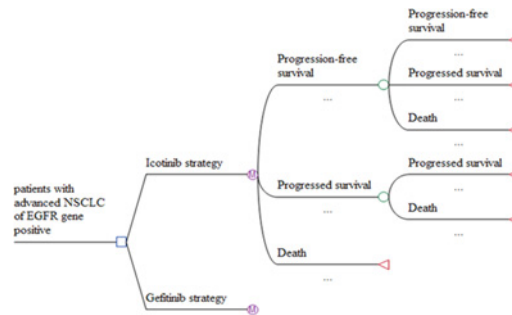 Progression-free
survival
...
Progression-free
survival
...
Progressed survival
...
Death
...
Icotinib strategy
Progressed survival
...
Progressed survival
...
Death
...
patients with
advanced NSCLC
of EGFR gene
positive
Death
...
Gefitinib strategy
M
M